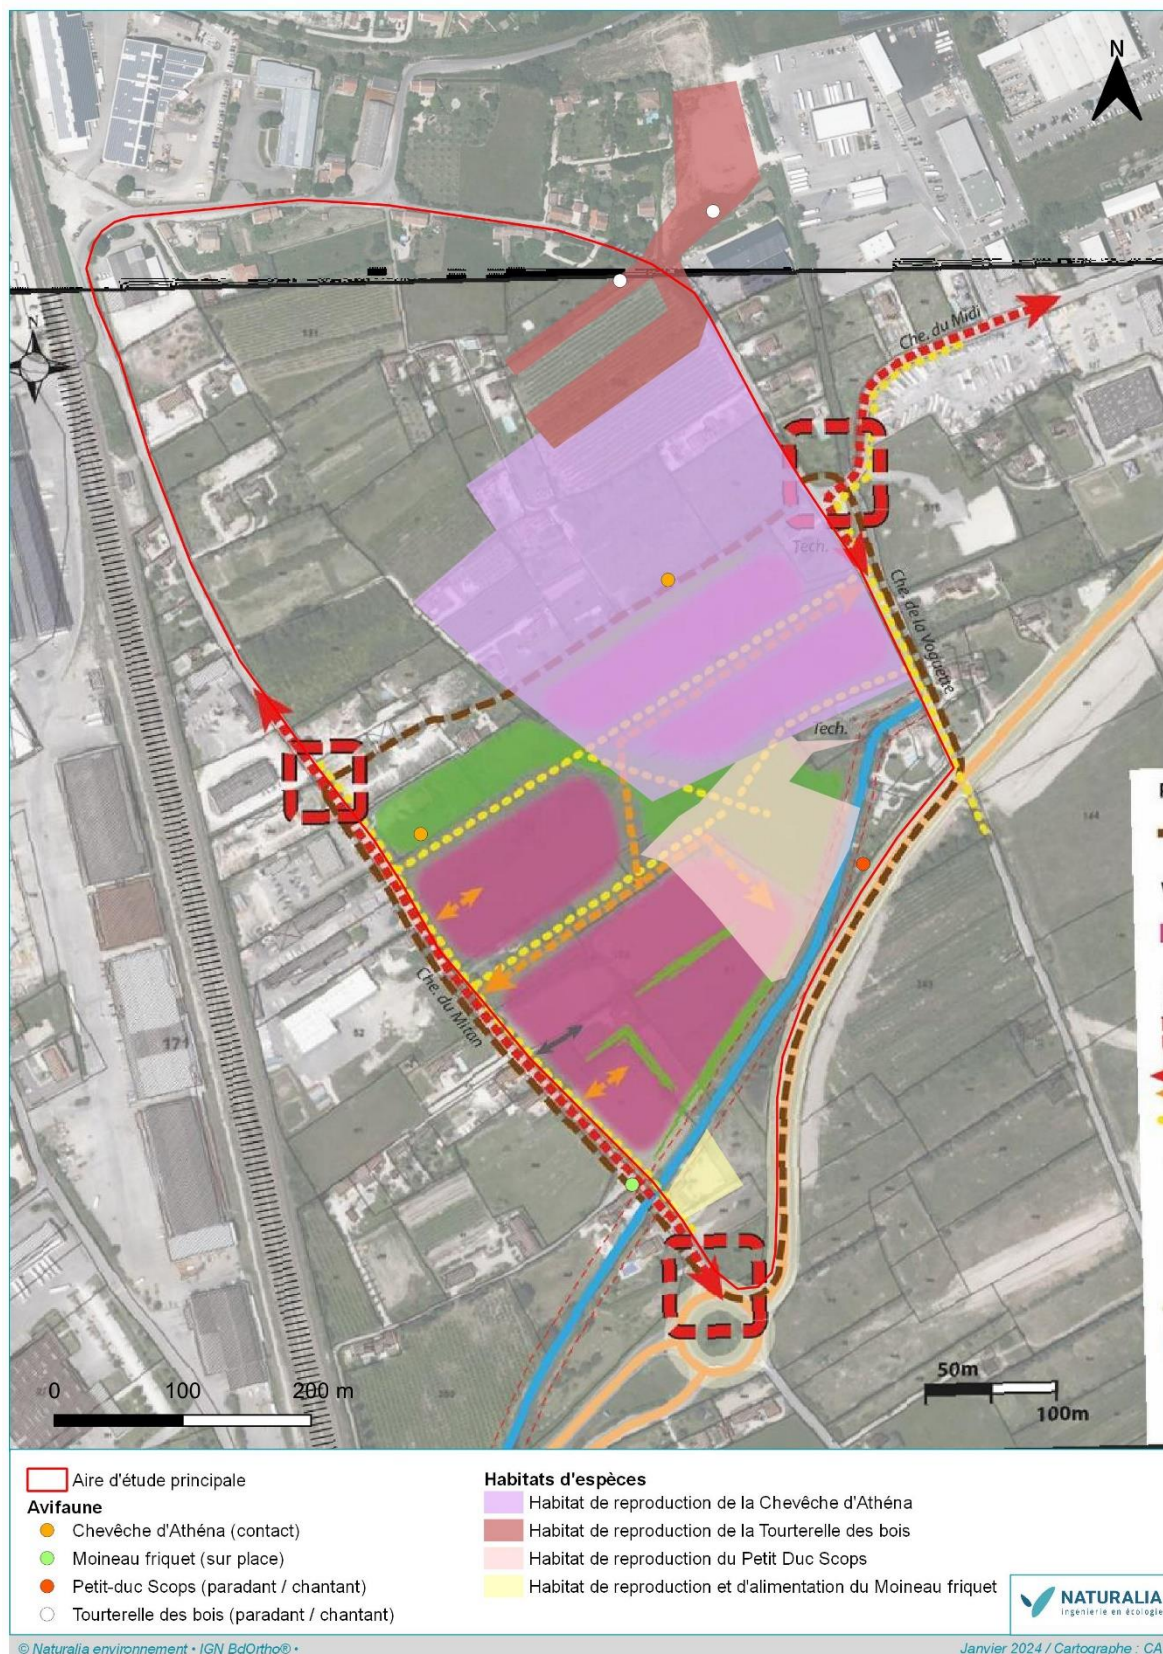 N
Che. du Midi
N
Tech.
Che. de la Voguette
Tech.
Che. du Mitan
171
52
0 100 200 m
50m
100m
Aire d'étude principale
Avifaune
Chevêche d'Athéna (contact)
Moineau friquet (sur place)
Petit-duc Scops (paradant / chantant)
Tourterelle des bois (paradant / chantant)
Habitats d'espèces
Habitat de reproduction de la Chevêche d'Athéna
Habitat de reproduction de la Tourterelle des bois
Habitat de reproduction du Petit Duc Scops
Habitat de reproduction et d'alimentation du Moineau friquet
NATURALIA
ingénierie en écologie
© Naturalia environnement • IGN BdOrtho® •
Janvier 2024 / Cartographe : CA